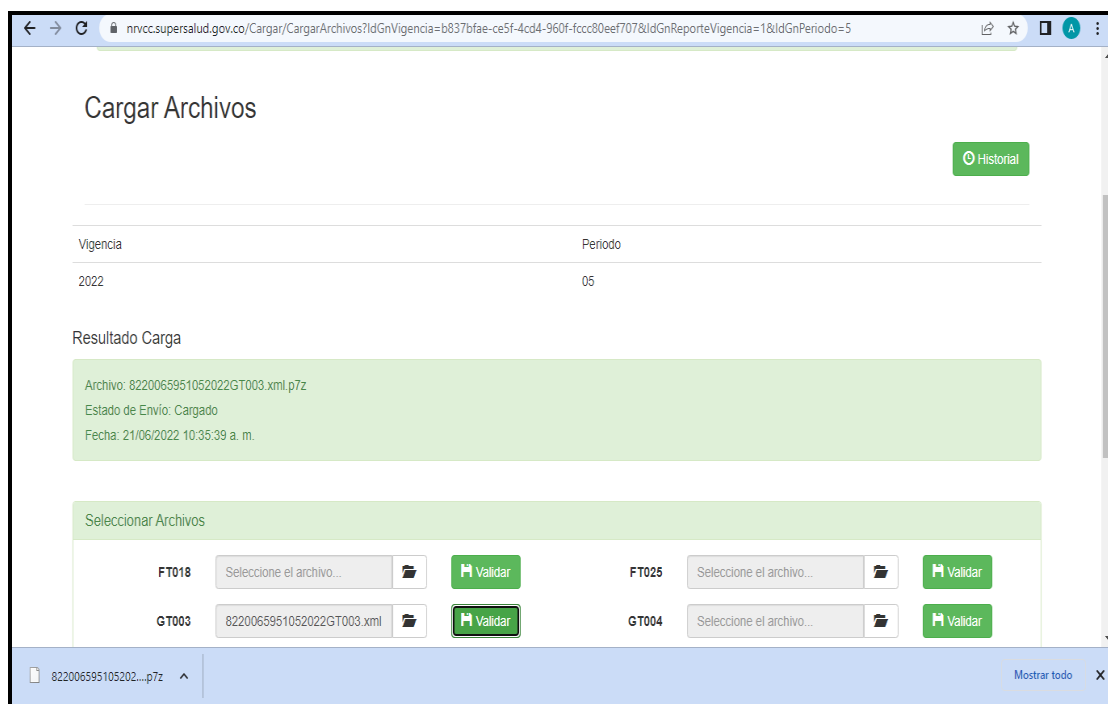 nrvcc.supersalud.gov.co/Cargar/CargarArchivos?IdGnVigencia=b837bfae-ce5f-4cd4-960f-fccc80eef707&IdGnReporteVigencia=1&IdGnPeriodo=5
A
Cargar Archivos
Historial
Vigencia Periodo
2022 05
Resultado Carga
Archivo: 8220065951052022GT003.xml.p7z
Estado de Envío: Cargado
Fecha: 21/06/2022 10:35:39 a. m.
Seleccionar Archivos
FT018 Seleccione el archivo... Validar FT025 Seleccione el archivo... Validar
GT003 8220065951052022GT003.xml Validar GT004 Seleccione el archivo... Validar
822006595105202....p7z Mostrar todo X